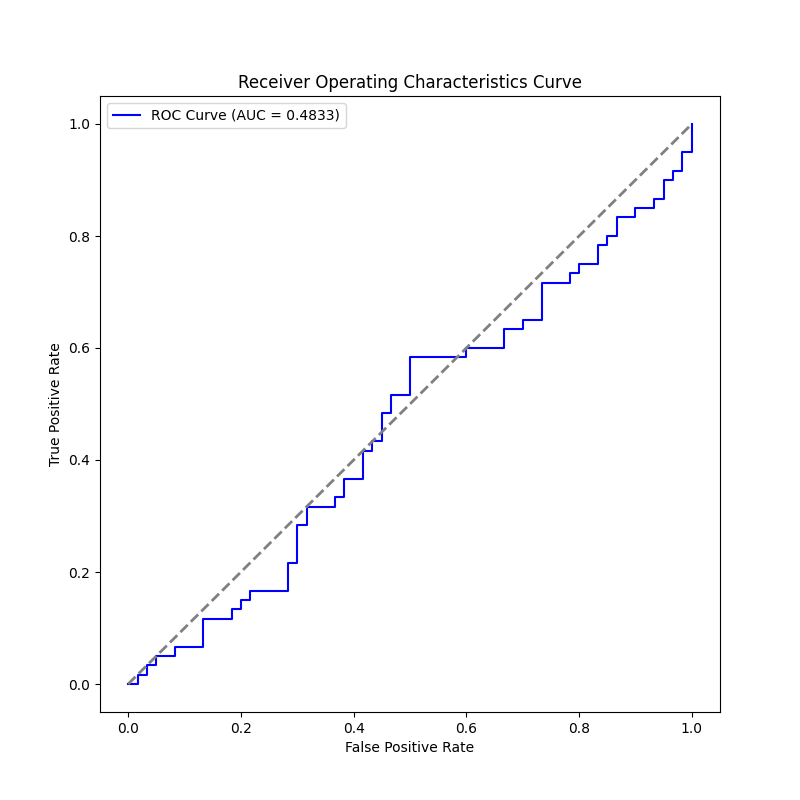 Receiver Operating Characteristics Curve
ROC Curve (AUC = 0.4833)
1.0
0.8
0.6
0.4
0.2
0.0
True Positive Rate
0.0 0.2 0.4 0.6 0.8 1.0
False Positive Rate